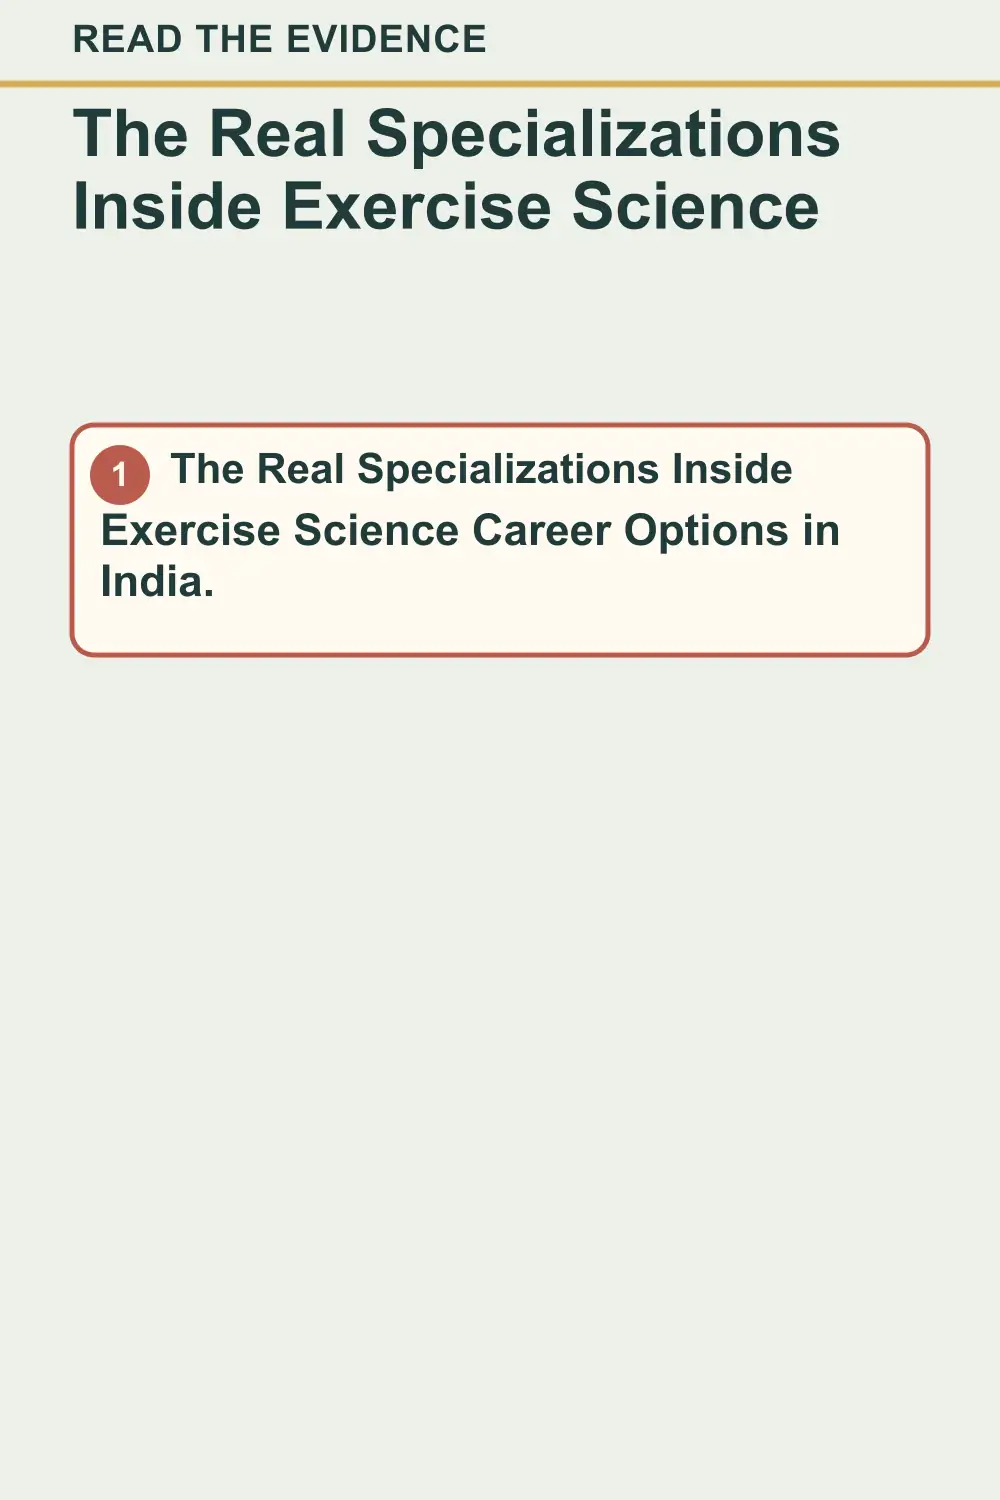 READ THE EVIDENCE
The Real Specializations
Inside Exercise Science
1 The Real Specializations Inside
Exercise Science Career Options in
India.